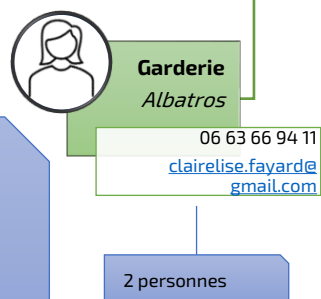 Garderie
Albatros
06 63 66 94 11
clairelise.fayard@
gmail.com
2 personnes